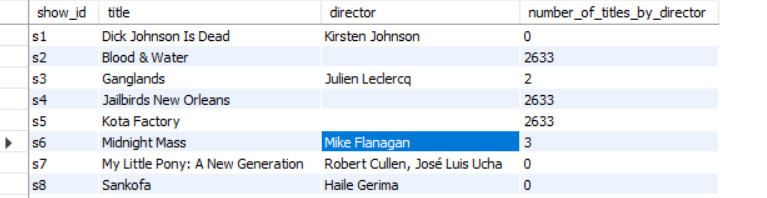 show_id title director number_of_titles_by_director
s1 Dick Johnson Is Dead Kirsten Johnson 0
s2 Blood & Water 2633
s3 Ganglands Julien Leclercq 2
s4 Jailbirds New Orleans 2633
s5 Kota Factory 2633
s6 Midnight Mass Mike Flanagan 3
s7 My Little Pony: A New Generation Robert Cullen, José Luis Ucha 0
s8 Sankofa Haile Gerima 0